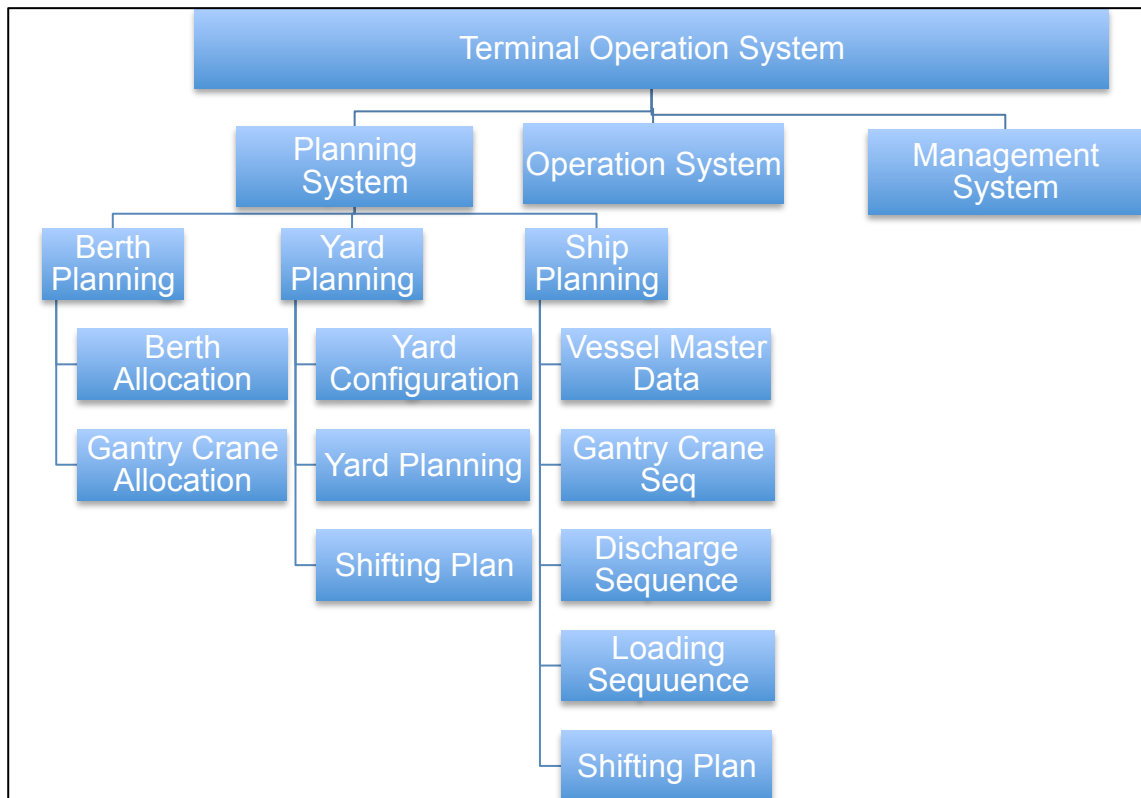 Terminal Operation System
Planning
System
Operation System
Management
System
Berth
Planning
Yard
Planning
Ship
Planning
Berth
Allocation
Yard
Configuration
Vessel Master
Data
Gantry Crane
Allocation
Yard Planning
Gantry Crane
Seq
Shifting Plan
Discharge
Sequence
Loading
Sequuence
Shifting Plan